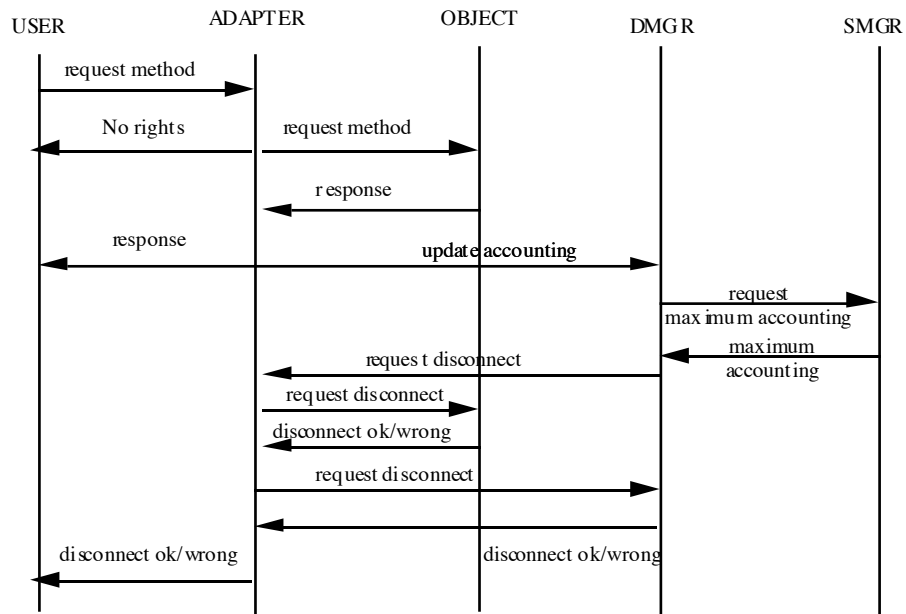 USER
ADAPTER
OBJECT
DMGR
SMGR
request method
No rights
request method
response
response
update accounting
request
maximum accounting
maximum
accounting
request disconnect
request disconnect
disconnect ok/wrong
request disconnect
disconnect ok/wrong
disconnect ok/wrong